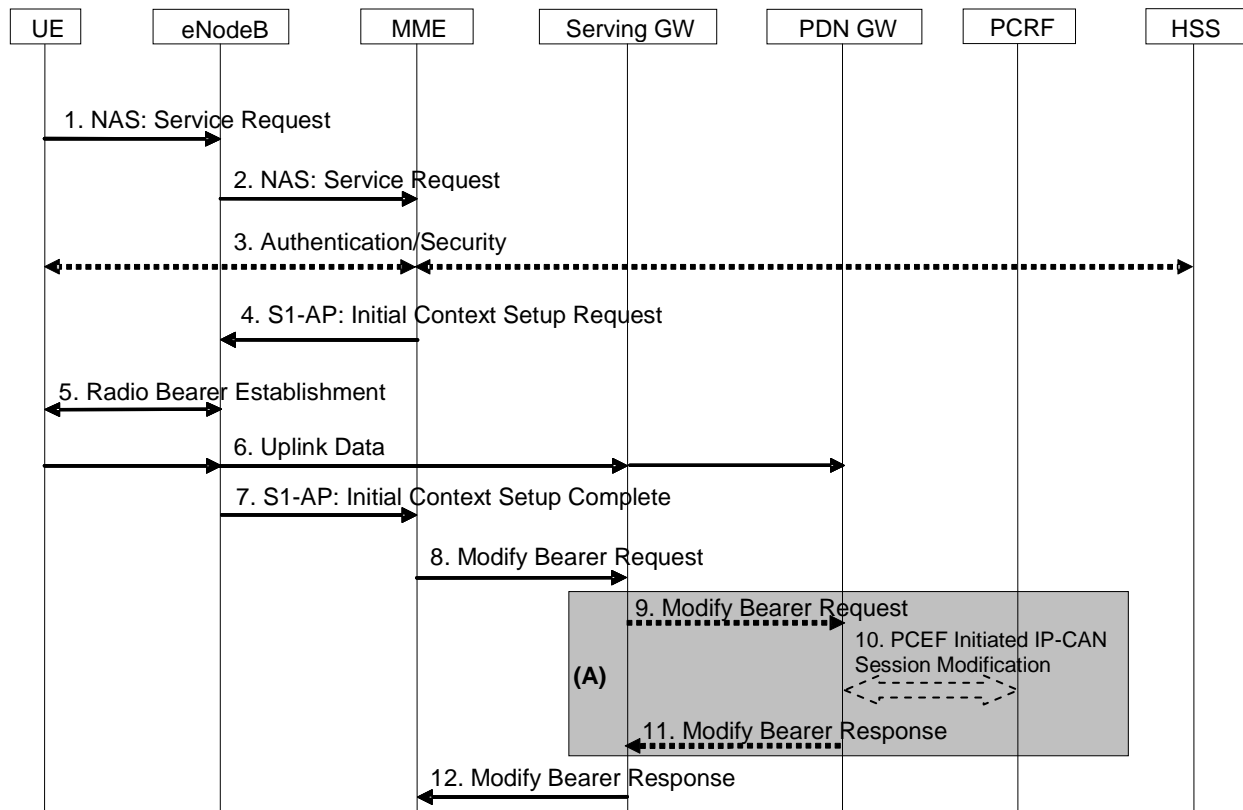 UE
eNodeB
MME
Serving GW
PDN GW
PCRF
HSS
1. NAS: Service Request
2. NAS: Service Request
3. Authentication/Security
4. S1-AP: Initial Context Setup Request
5. Radio Bearer Establishment
6. Uplink Data
7. S1-AP: Initial Context Setup Complete
8. Modify Bearer Request
9. Modify Bearer Request
10. PCEF Initiated IP-CAN
Session Modification
(A)
11. Modify Bearer Response
12. Modify Bearer Response